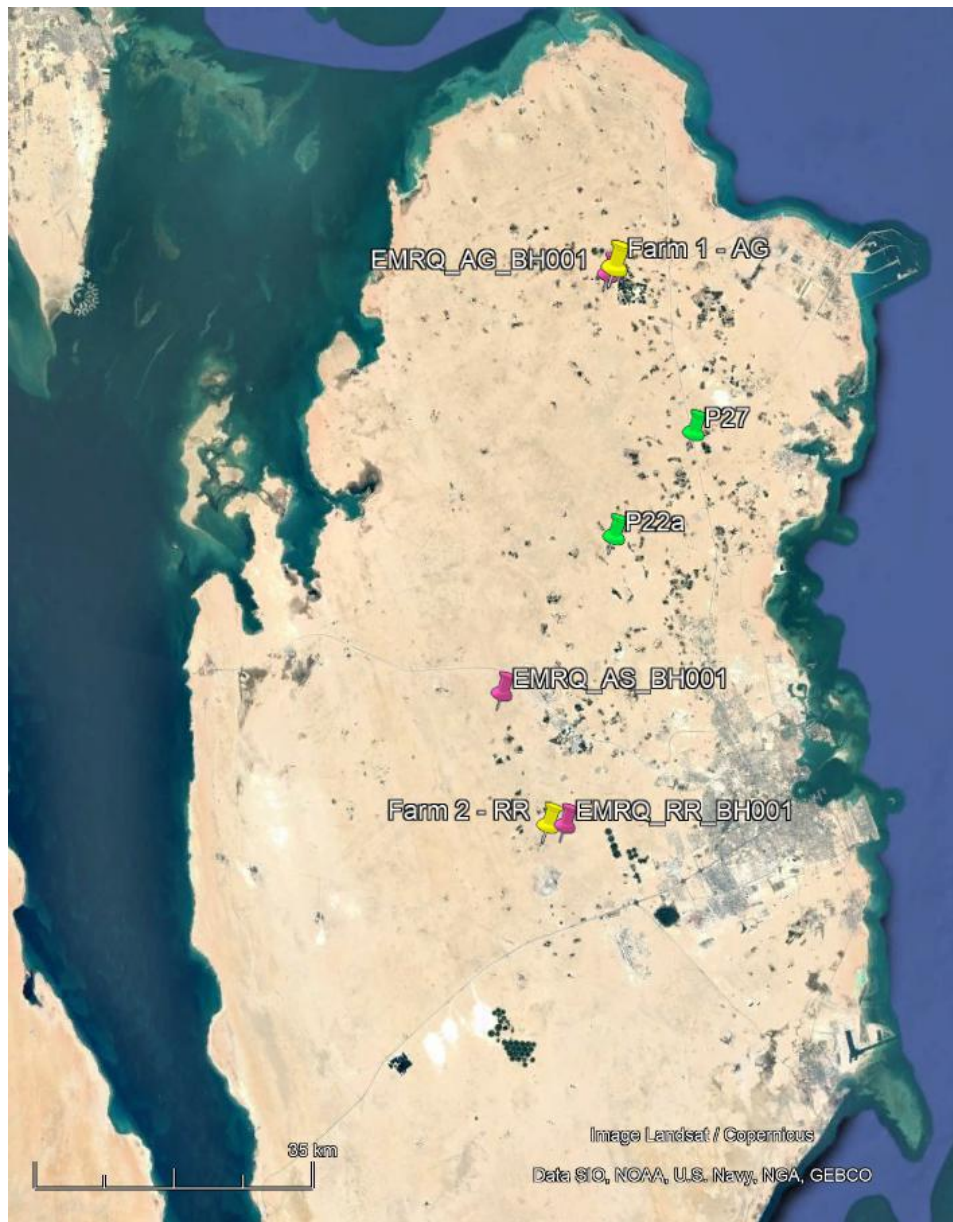 EMRQ_AG_BH001
Farm 1 - AG
P27
P22a
EMRQ_AS_BH001
Farm 2 - RR
EMRQ_RR_BH001
Image Landsat / Copernicus
35 km
Data SIO, NOAA, U.S. Navy, NGA, GEBCO